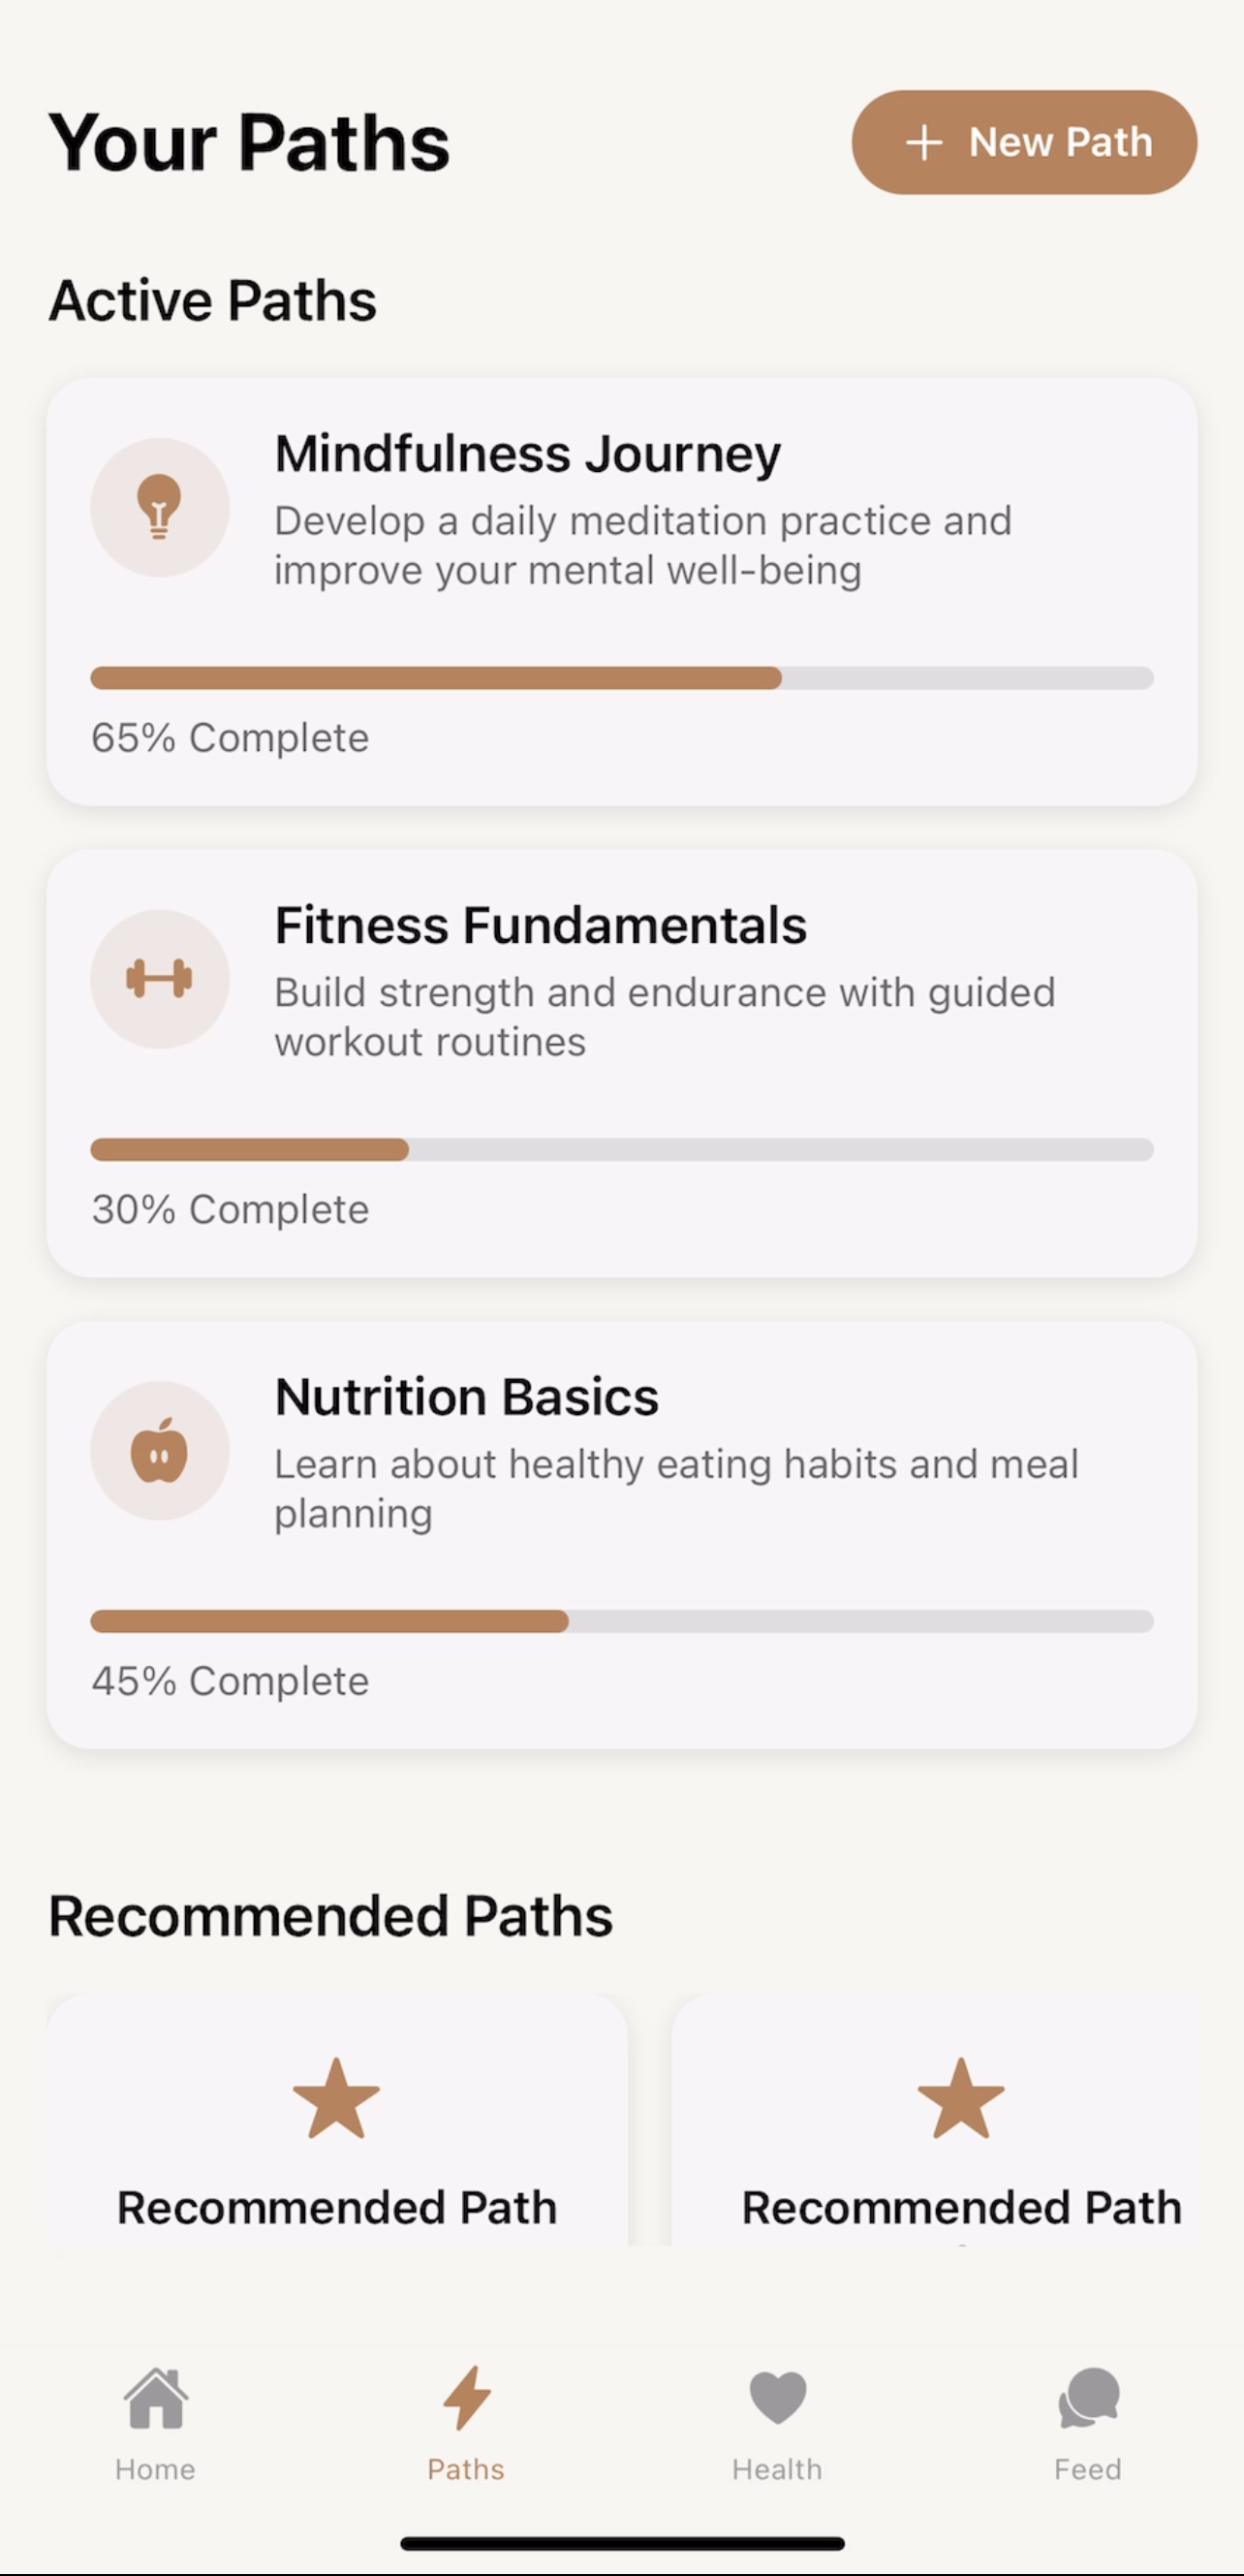 Your Paths
+ New Path
Active Paths
Mindfulness Journey
Develop a daily meditation practice and
improve your mental well-being
65% Complete
Fitness Fundamentals
Build strength and endurance with guided
workout routines
30% Complete
Nutrition Basics
Learn about healthy eating habits and meal
planning
45% Complete
Recommended Paths
Recommended Path
Recommended Path
Home
Paths
Health
Feed